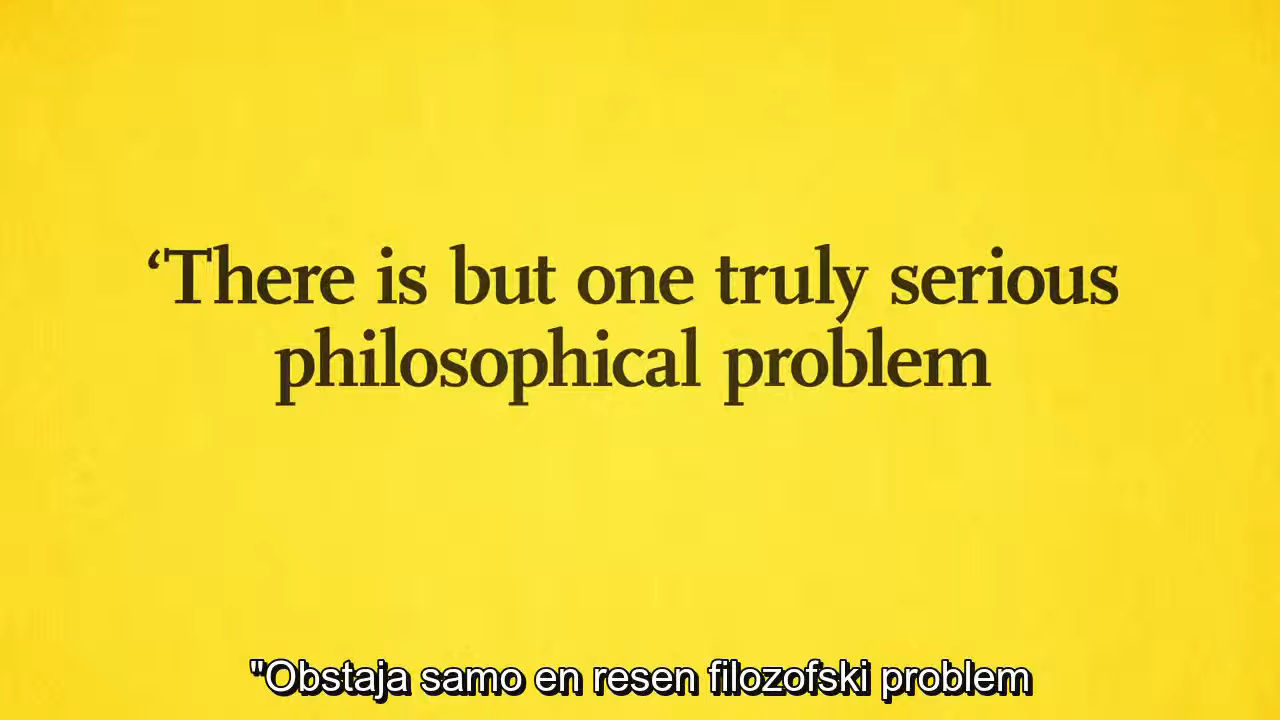 ‘There is but one truly serious
philosophical problem
"Obstaja samo en resen filozofski problem